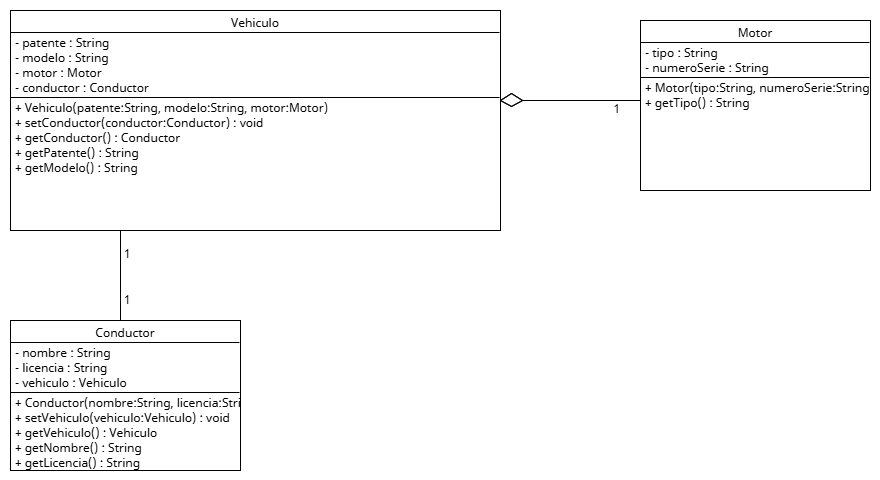 Vehiculo
- patente : String
- modelo : String
- motor : Motor
- conductor : Conductor
+ Vehiculo(patente:String, modelo:String, motor:Motor)
+ setConductor(conductor:Conductor) : void
+ getConductor() : Conductor
+ getPatente() : String
+ getModelo() : String
Motor
- tipo : String
- numeroSerie : String
+ Motor(tipo:String, numeroSerie:String
+ getTipo() : String
1
1
1
Conductor
- nombre : String
- licencia : String
- vehiculo : Vehiculo
+ Conductor(nombre:String, licencia:Stri
+ setVehiculo(vehiculo:Vehiculo) : void
+ getVehiculo() : Vehiculo
+ getNombre() : String
+ getLicencia() : String